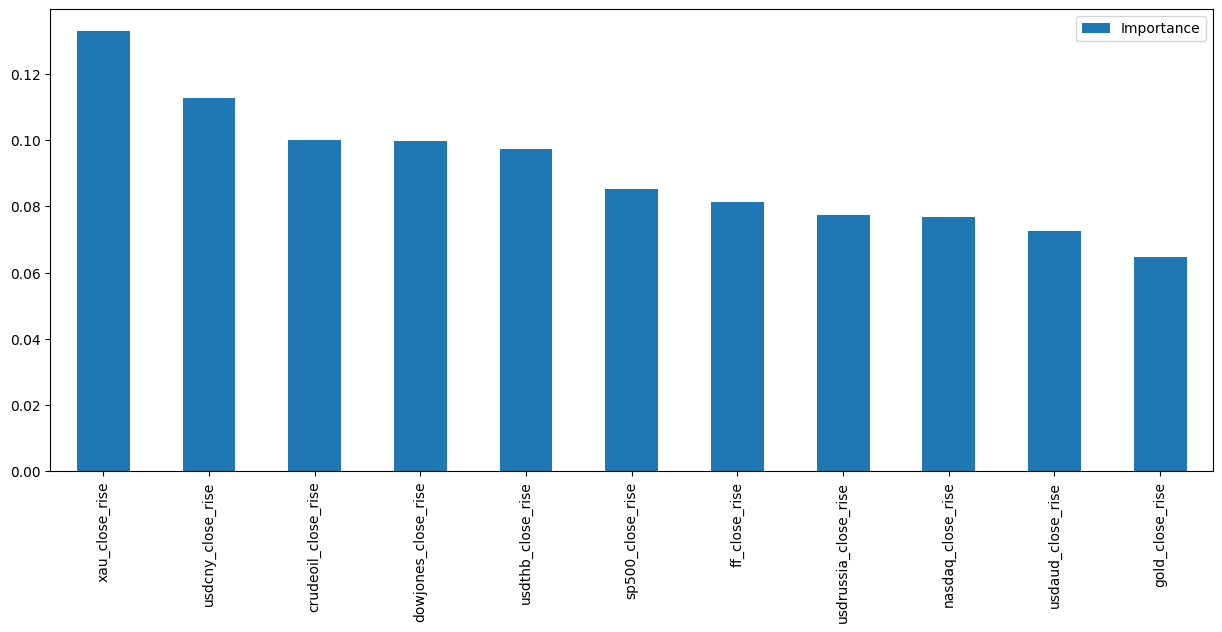 Importance
0.12
0.10
0.08
0.06
0.04
0.02
0.00
xau_close_rise
usdcny_close_rise
crudeoil_close_rise
dowjones_close_rise
usdthb_close_rise
sp500_close_rise
ff_close_rise
usdrussia_close_rise
nasdaq_close_rise
usdaud_close_rise
gold_close_rise